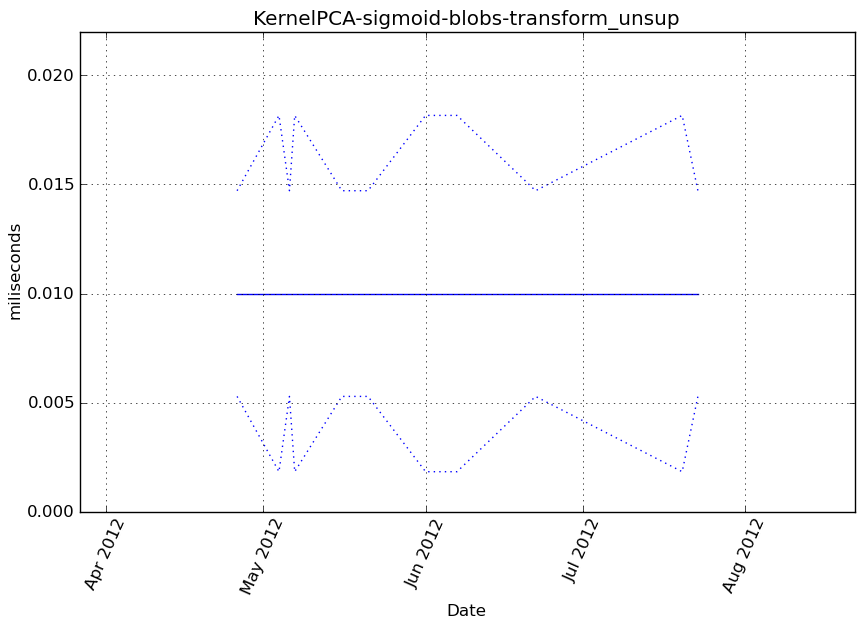 KernelPCA-sigmoid-blobs-transform_unsup
0.020
0.015
0.010
0.005
0.000
miliseconds
Apr 2012
May 2012
Jun 2012
Jul 2012
Aug 2012
Date